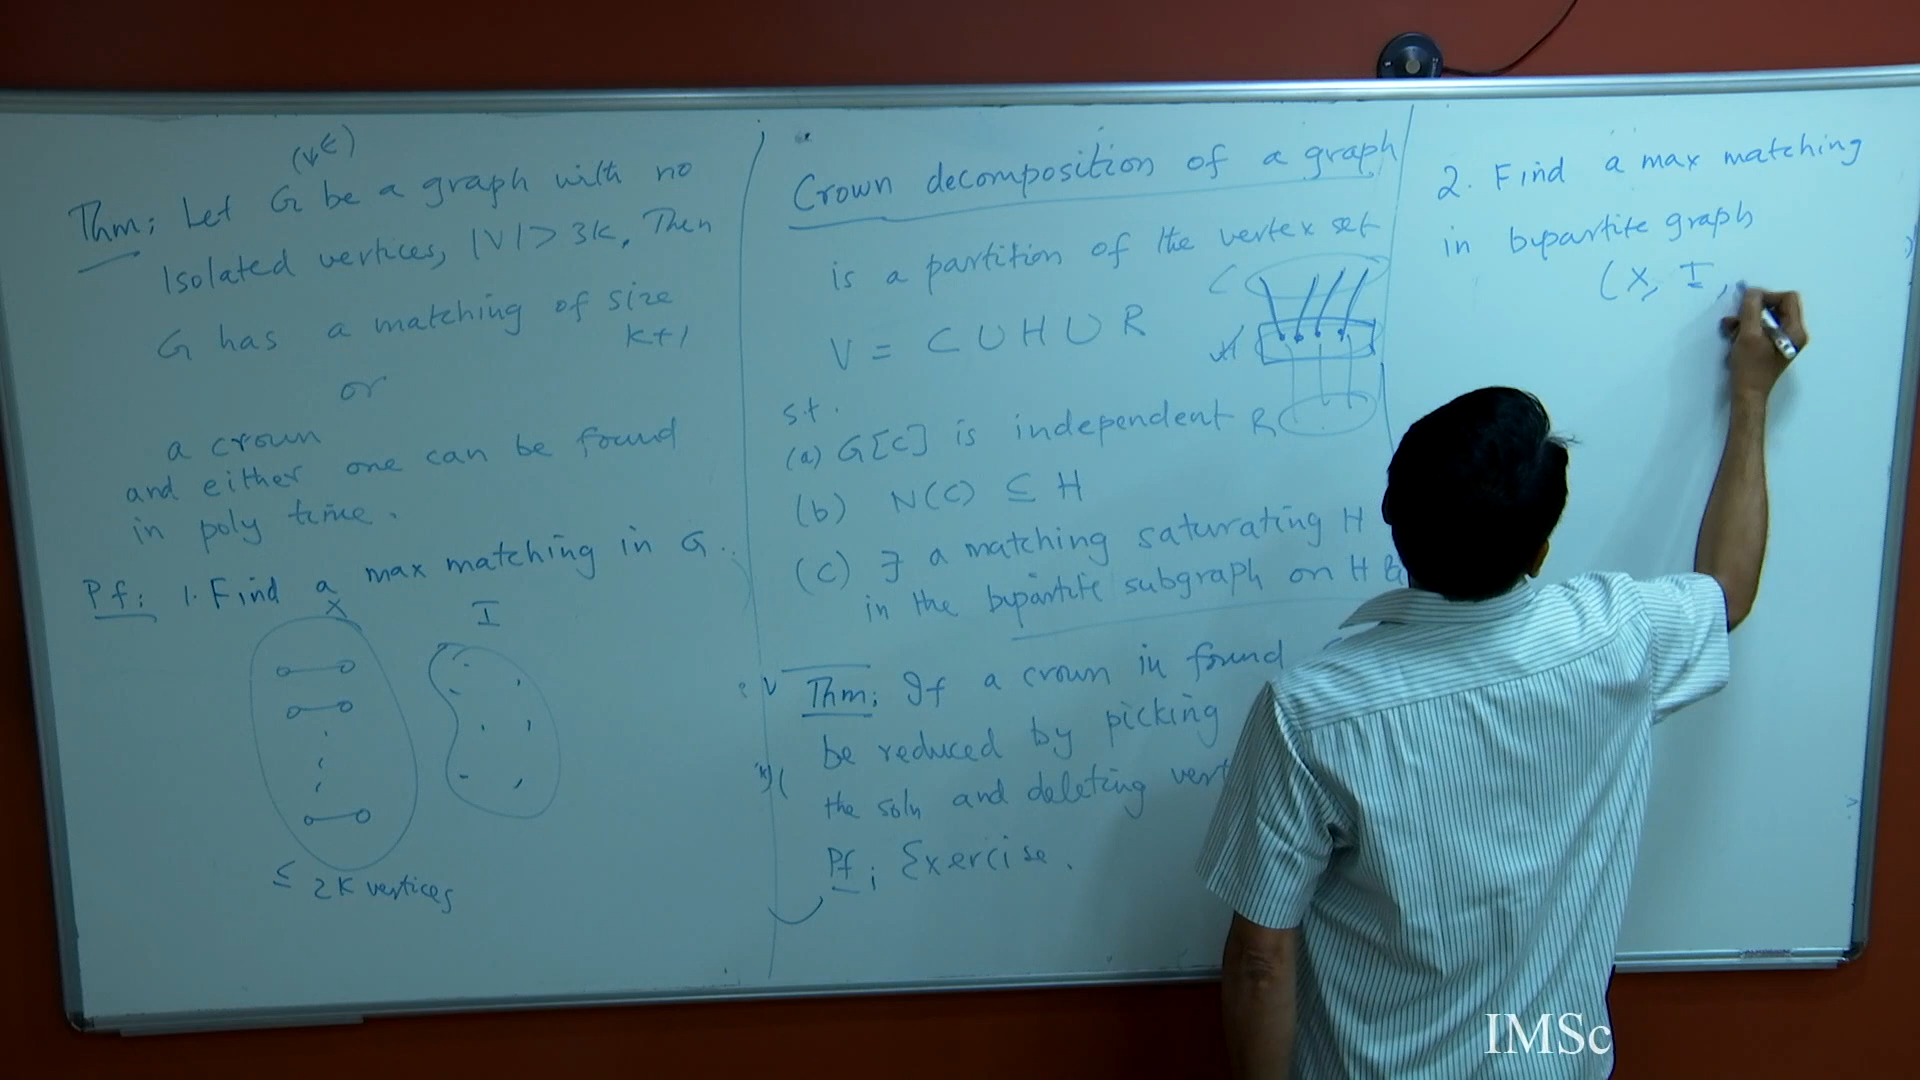 (V,E)
Thm: Let G be a graph with no
isolated vertices, |V| > 3k. Then
G has a matching of size
k+1
or
a crown
and either one can be found
in poly time.
Pf: 1. Find a max matching in G.
X
I
≤ 2k vertices
Crown decomposition of a graph
is a partition of the vertex set
V = C ∪ H ∪ R
C
H
R
s.t.
(a) G[C] is independent
(b) N(C) ⊆ H
(c) ∃ a matching saturating H
in the bipartite subgraph on H &
Thm: If a crown in found
be reduced by picking
the soln and deleting
Pf: Exercise.
2. Find a max matching
in bipartite graph
(X, I,
IMSc